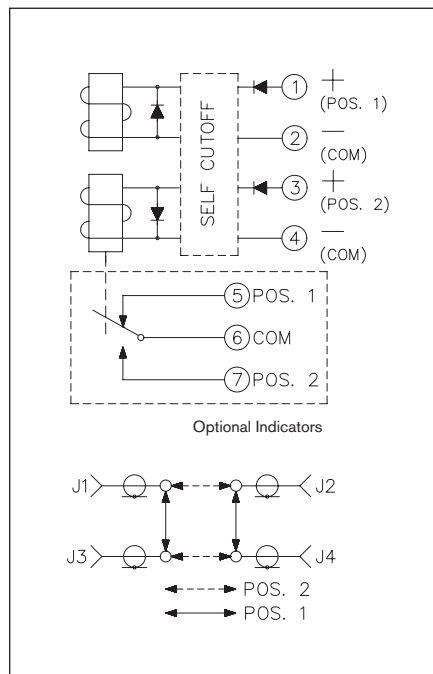 1 +
(POS. 1)
2 –
(COM)
3 +
(POS. 2)
4 –
(COM)
SELF CUTOFF
5 POS. 1
6 COM
7 POS. 2
Optional Indicators
J1 J2
J3 J4
POS. 2
POS. 1